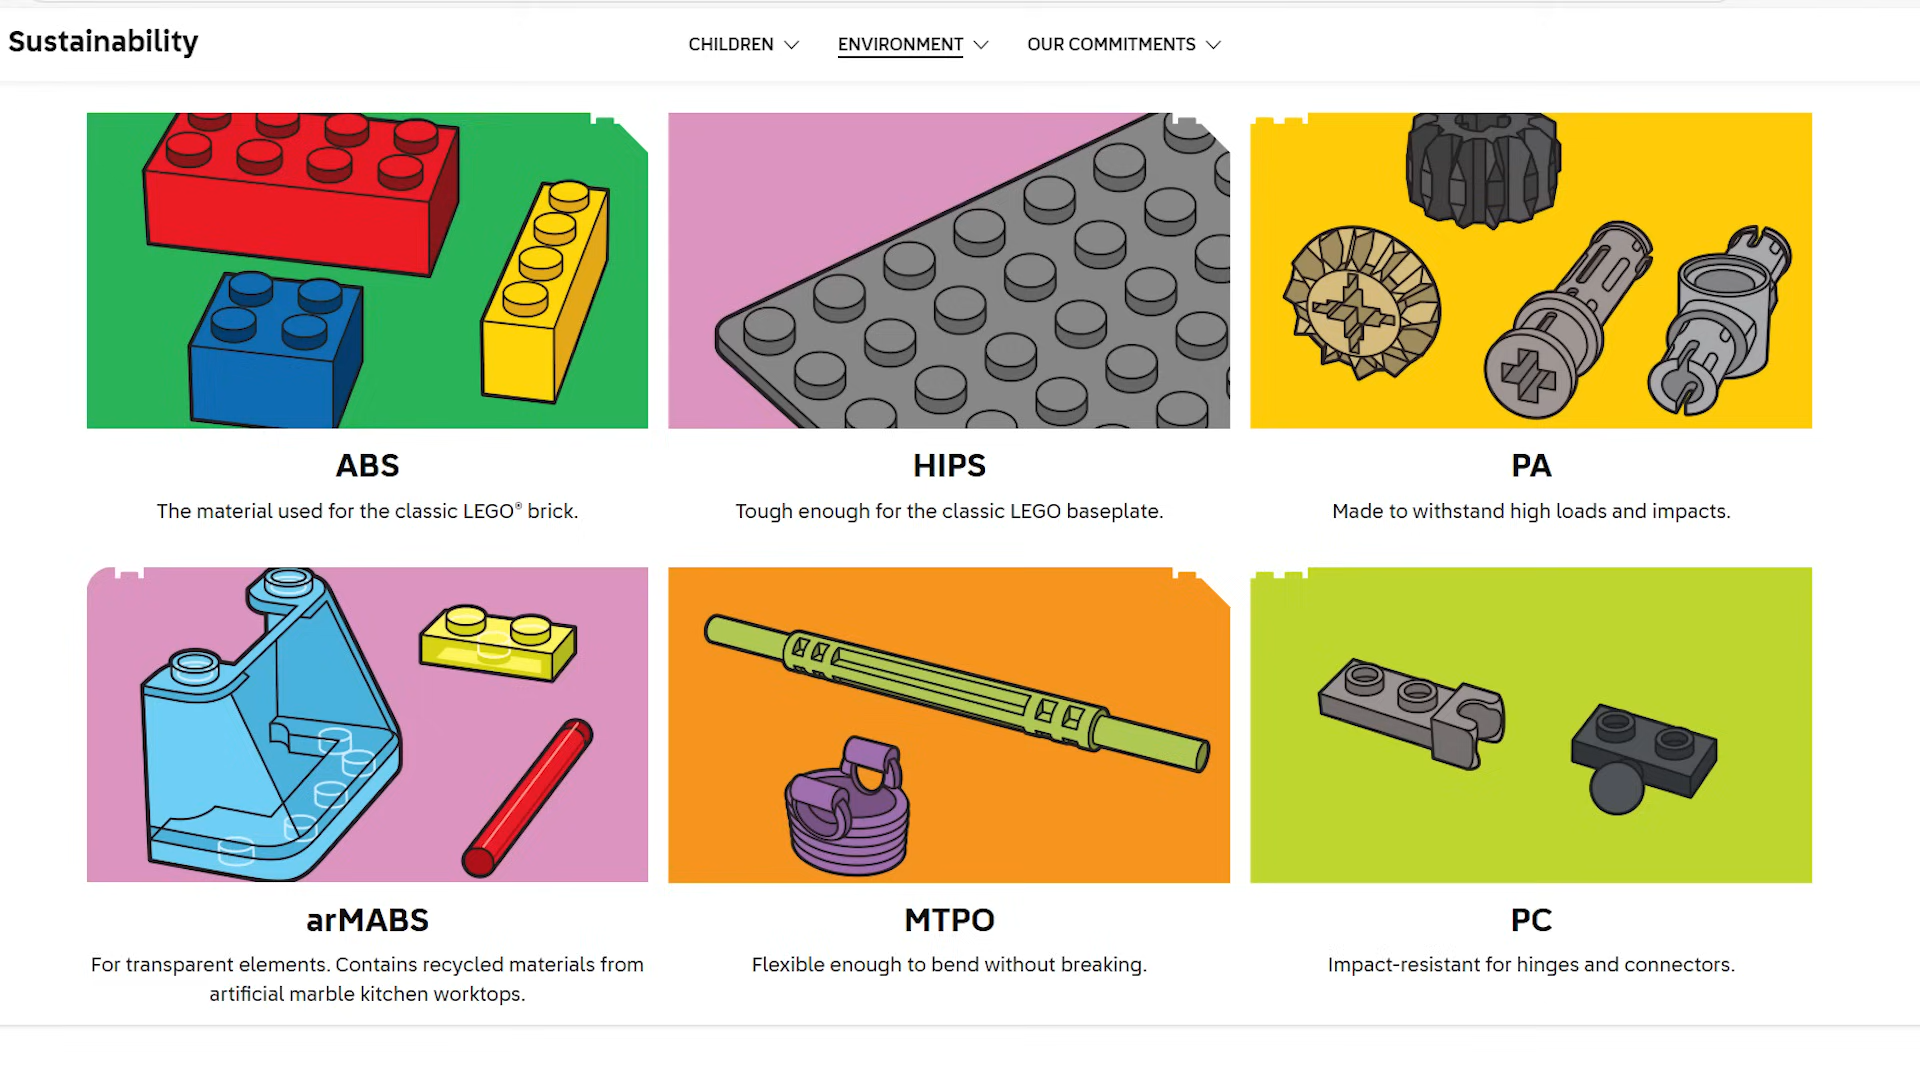 Sustainability
CHILDREN
ENVIRONMENT
OUR COMMITMENTS
ABS
The material used for the classic LEGO® brick.
HIPS
Tough enough for the classic LEGO baseplate.
PA
Made to withstand high loads and impacts.
arMABS
For transparent elements. Contains recycled materials from
artificial marble kitchen worktops.
MTPO
Flexible enough to bend without breaking.
PC
Impact-resistant for hinges and connectors.